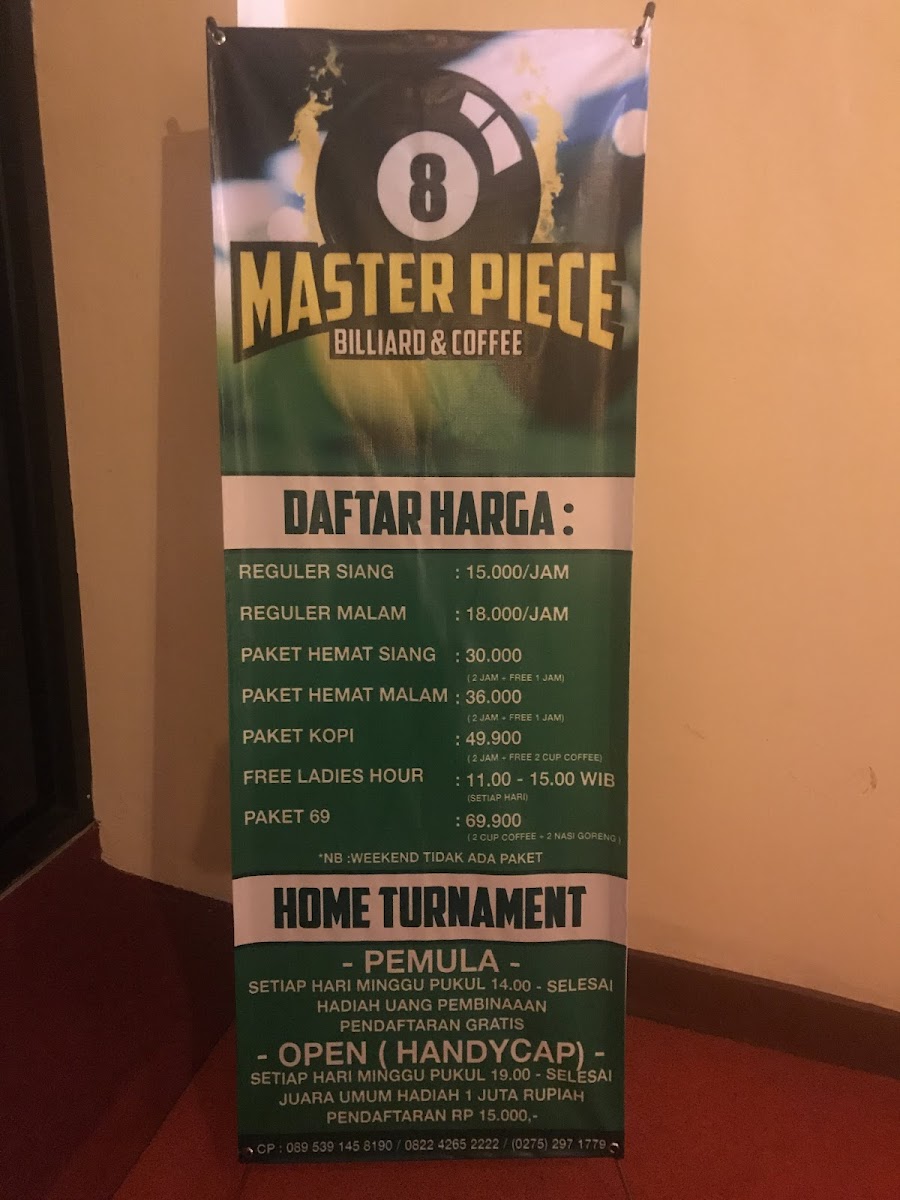 8
MASTER PIECE
BILLIARD & COFFEE
DAFTAR HARGA :
REGULER SIANG : 15.000/JAM
REGULER MALAM : 18.000/JAM
PAKET HEMAT SIANG : 30.000
( 2 JAM + FREE 1 JAM)
PAKET HEMAT MALAM : 36.000
( 2 JAM + FREE 1 JAM)
PAKET KOPI : 49.900
( 2 JAM + FREE 2 CUP COFFEE)
FREE LADIES HOUR : 11.00 - 15.00 WIB
(SETIAP HARI)
PAKET 69 : 69.900
( 2 CUP COFFEE + 2 NASI GORENG )
*NB :WEEKEND TIDAK ADA PAKET
HOME TURNAMENT
- PEMULA -
SETIAP HARI MINGGU PUKUL 14.00 - SELESAI
HADIAH UANG PEMBINAAAN
PENDAFTARAN GRATIS
- OPEN ( HANDYCAP) -
SETIAP HARI MINGGU PUKUL 19.00 - SELESAI
JUARA UMUM HADIAH 1 JUTA RUPIAH
PENDAFTARAN RP 15.000,-
CP : 089 539 145 8190 / 0822 4265 2222 / (0275) 297 1779